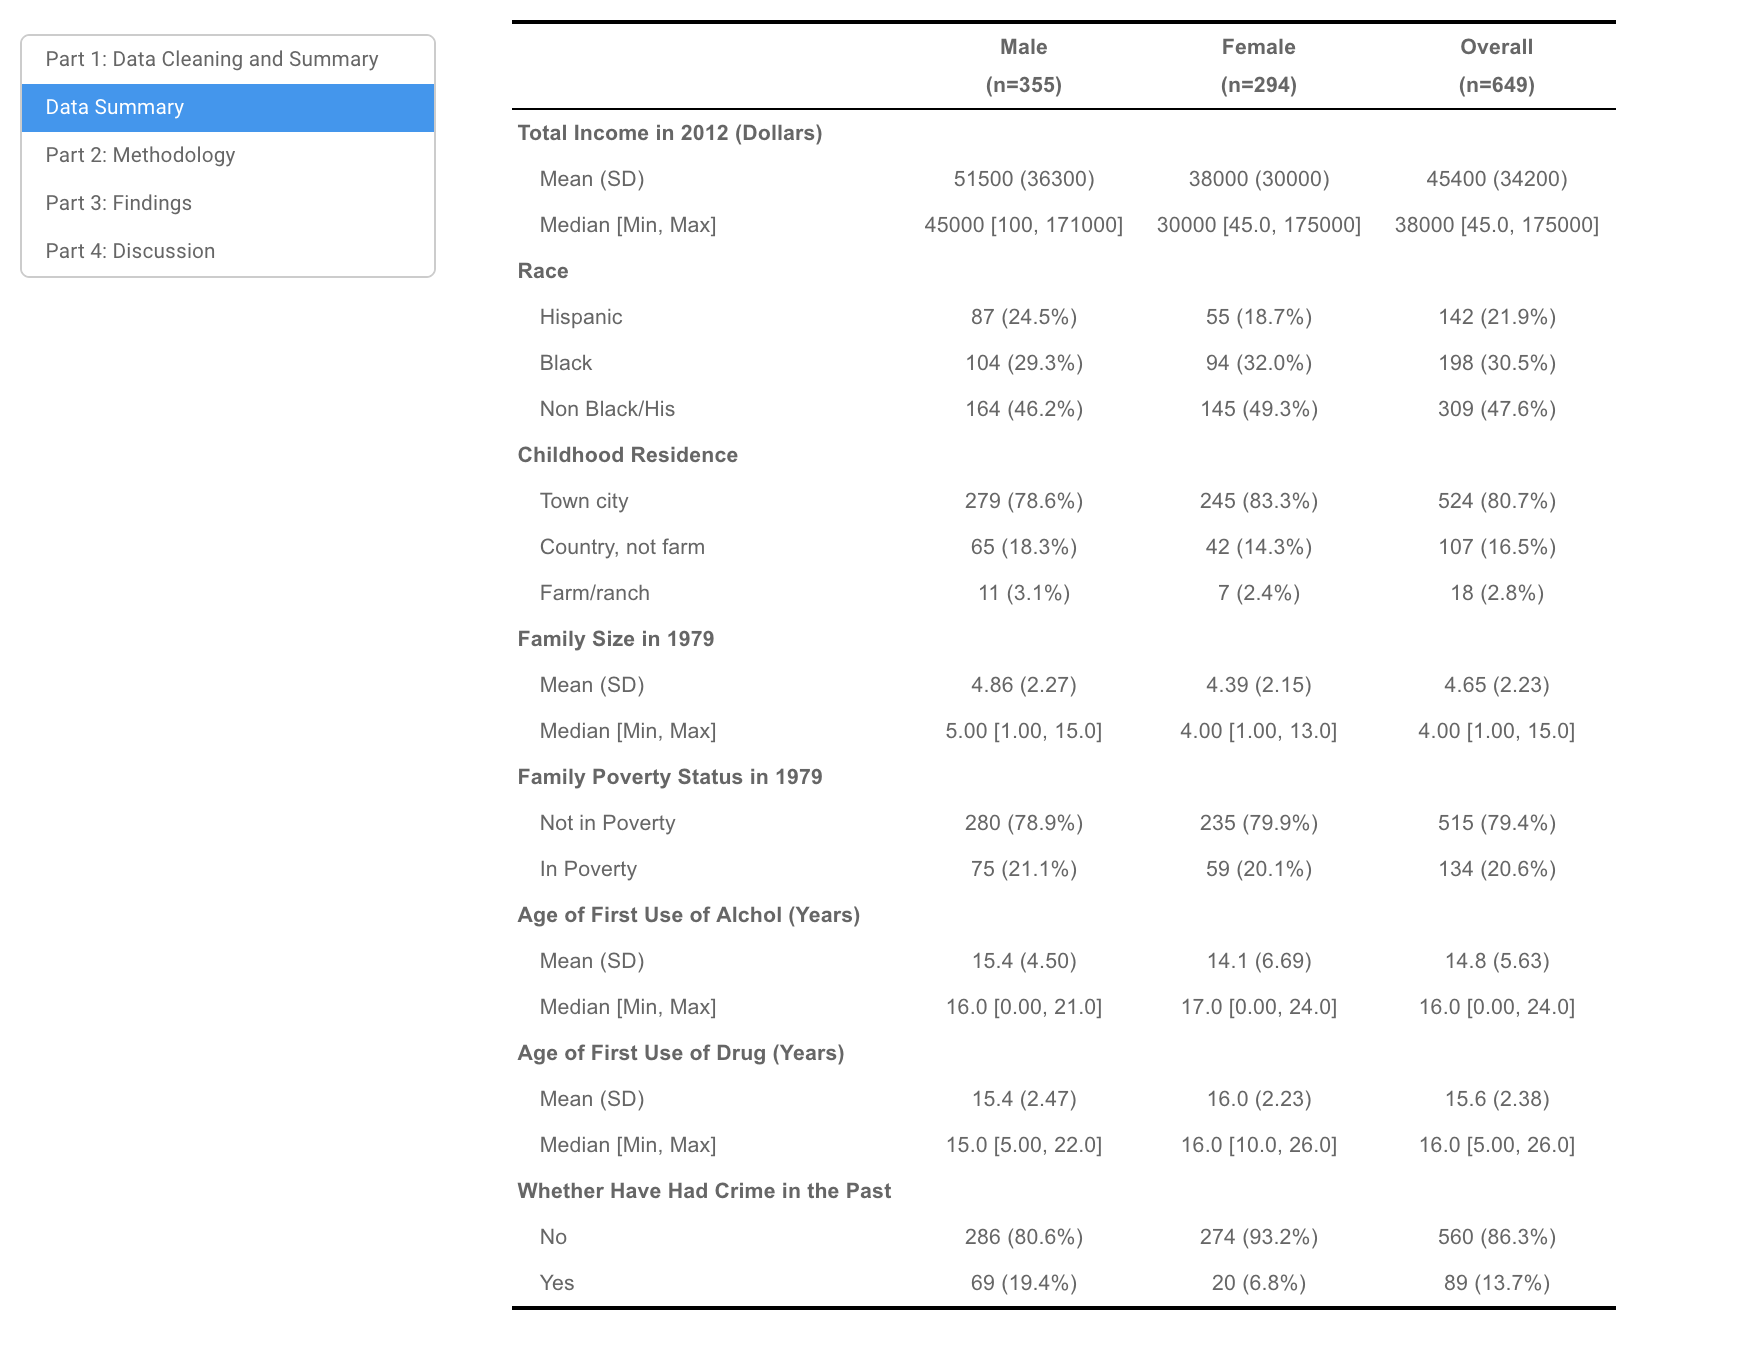 Part 1: Data Cleaning and Summary
Data Summary
Part 2: Methodology
Part 3: Findings
Part 4: Discussion
Male Female Overall
(n=355) (n=294) (n=649)
Total Income in 2012 (Dollars)
Mean (SD) 51500 (36300) 38000 (30000) 45400 (34200)
Median [Min, Max] 45000 [100, 171000] 30000 [45.0, 175000] 38000 [45.0, 175000]
Race
Hispanic 87 (24.5%) 55 (18.7%) 142 (21.9%)
Black 104 (29.3%) 94 (32.0%) 198 (30.5%)
Non Black/His 164 (46.2%) 145 (49.3%) 309 (47.6%)
Childhood Residence
Town city 279 (78.6%) 245 (83.3%) 524 (80.7%)
Country, not farm 65 (18.3%) 42 (14.3%) 107 (16.5%)
Farm/ranch 11 (3.1%) 7 (2.4%) 18 (2.8%)
Family Size in 1979
Mean (SD) 4.86 (2.27) 4.39 (2.15) 4.65 (2.23)
Median [Min, Max] 5.00 [1.00, 15.0] 4.00 [1.00, 13.0] 4.00 [1.00, 15.0]
Family Poverty Status in 1979
Not in Poverty 280 (78.9%) 235 (79.9%) 515 (79.4%)
In Poverty 75 (21.1%) 59 (20.1%) 134 (20.6%)
Age of First Use of Alchol (Years)
Mean (SD) 15.4 (4.50) 14.1 (6.69) 14.8 (5.63)
Median [Min, Max] 16.0 [0.00, 21.0] 17.0 [0.00, 24.0] 16.0 [0.00, 24.0]
Age of First Use of Drug (Years)
Mean (SD) 15.4 (2.47) 16.0 (2.23) 15.6 (2.38)
Median [Min, Max] 15.0 [5.00, 22.0] 16.0 [10.0, 26.0] 16.0 [5.00, 26.0]
Whether Have Had Crime in the Past
No 286 (80.6%) 274 (93.2%) 560 (86.3%)
Yes 69 (19.4%) 20 (6.8%) 89 (13.7%)